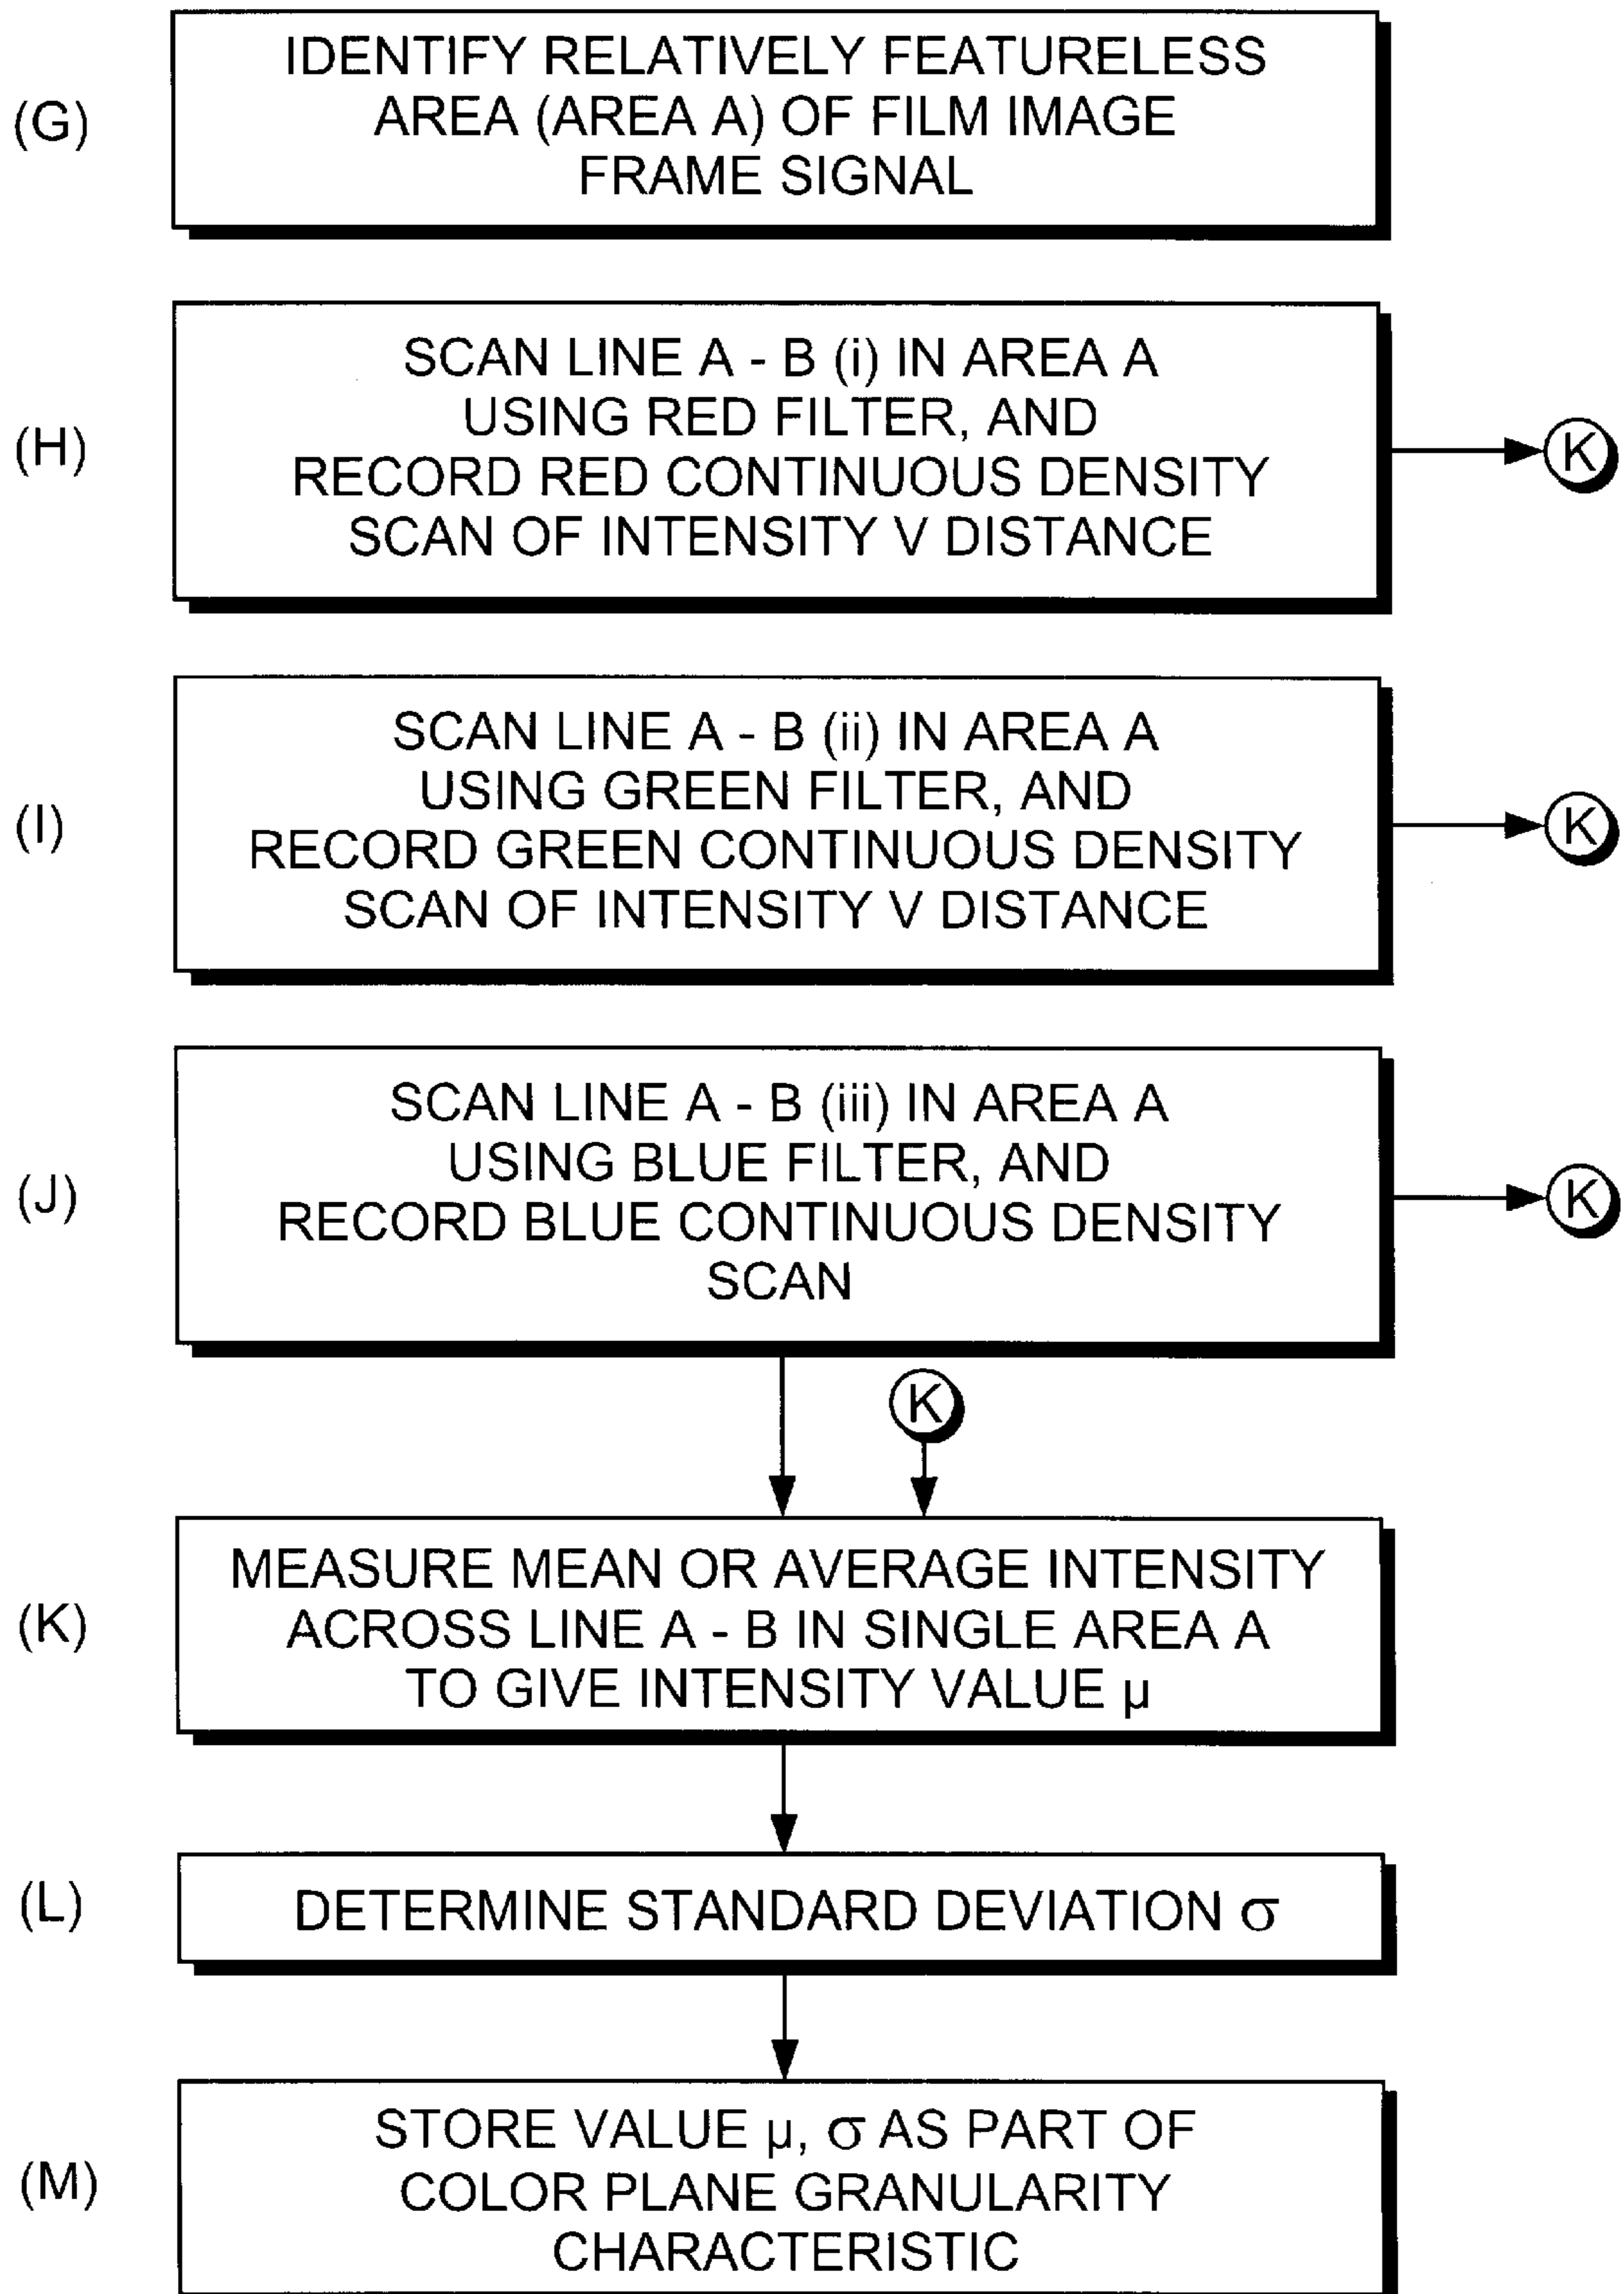 (G)
IDENTIFY RELATIVELY FEATURELESS
AREA (AREA A) OF FILM IMAGE
FRAME SIGNAL
(H)
SCAN LINE A - B (i) IN AREA A
USING RED FILTER, AND
RECORD RED CONTINUOUS DENSITY
SCAN OF INTENSITY V DISTANCE
K
(I)
SCAN LINE A - B (ii) IN AREA A
USING GREEN FILTER, AND
RECORD GREEN CONTINUOUS DENSITY
SCAN OF INTENSITY V DISTANCE
K
(J)
SCAN LINE A - B (iii) IN AREA A
USING BLUE FILTER, AND
RECORD BLUE CONTINUOUS DENSITY
SCAN
K
K
(K)
MEASURE MEAN OR AVERAGE INTENSITY
ACROSS LINE A - B IN SINGLE AREA A
TO GIVE INTENSITY VALUE μ
(L)
DETERMINE STANDARD DEVIATION σ
(M)
STORE VALUE μ, σ AS PART OF
COLOR PLANE GRANULARITY
CHARACTERISTIC